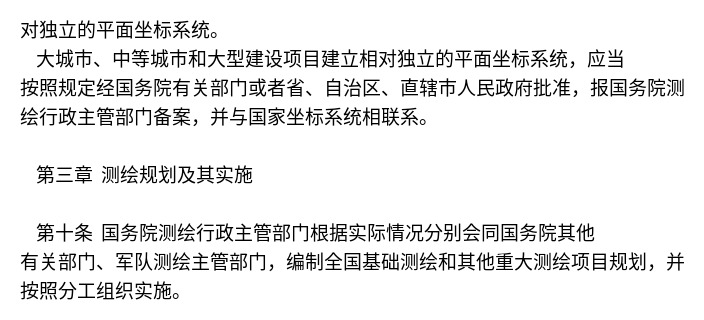 对独立的平面坐标系统。
大城市、中等城市和大型建设项目建立相对独立的平面坐标系统，应当
按照规定经国务院有关部门或者省、自治区、直辖市人民政府批准，报国务院测
绘行政主管部门备案，并与国家坐标系统相联系。
第三章 测绘规划及其实施
第十条 国务院测绘行政主管部门根据实际情况分别会同国务院其他
有关部门、军队测绘主管部门，编制全国基础测绘和其他重大测绘项目规划，并
按照分工组织实施。